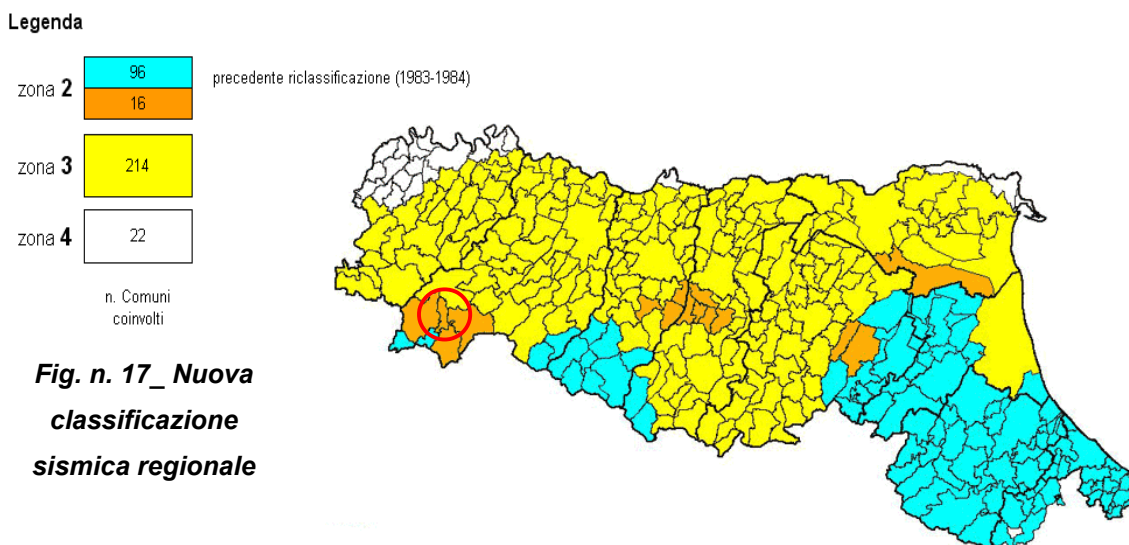 Legenda
zona 2
96
precedente riclassificazione (1983-1984)
16
zona 3
214
zona 4
22
n. Comuni
coinvolti
Fig. n. 17_ Nuova
classificazione
sismica regionale